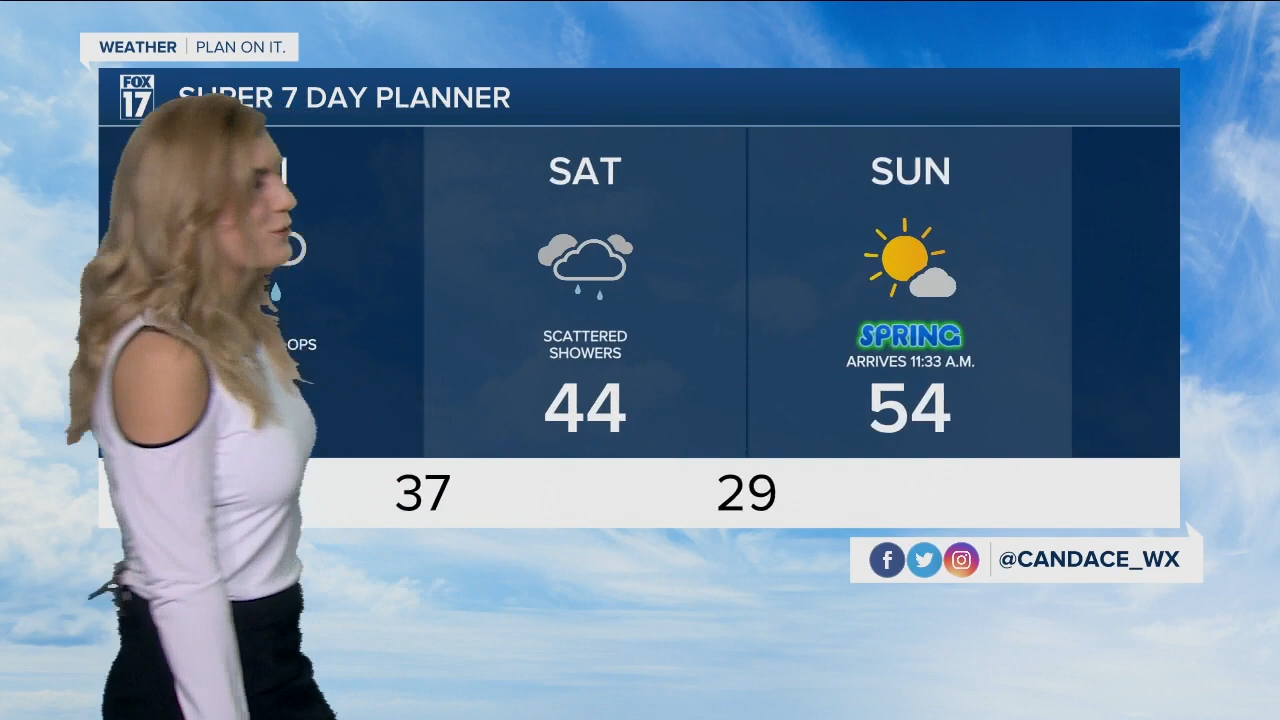 WEATHER | PLAN ON IT.
FOX
17
SUPER 7 DAY PLANNER
SAT
SUN
SCATTERED
SHOWERS
SPRING
ARRIVES 11:33 A.M.
44
54
37
29
@CANDACE_WX